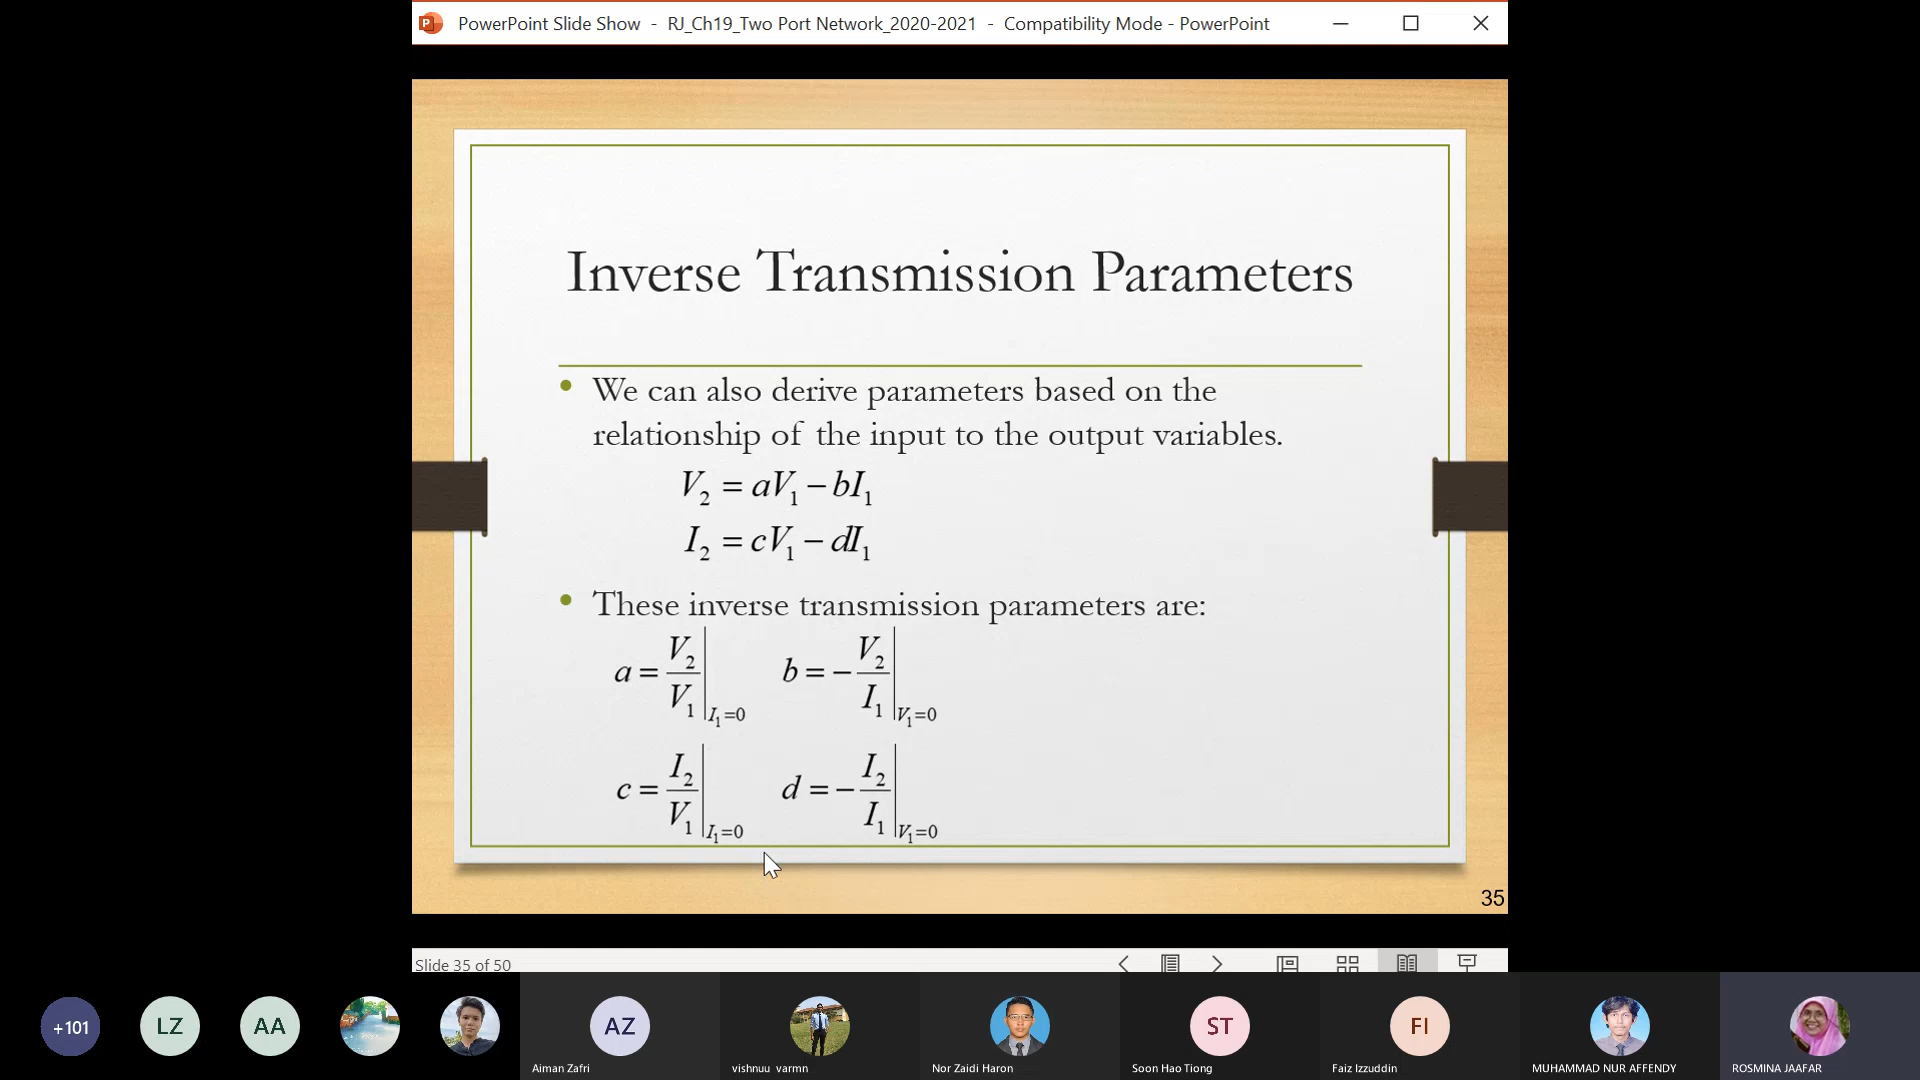 PowerPoint Slide Show - RJ_Ch19_Two Port Network_2020-2021 - Compatibility Mode - PowerPoint
Inverse Transmission Parameters
• We can also derive parameters based on the
relationship of the input to the output variables.
V₂ = aV₁ − bI₁
I₂ = cV₁ − dI₁
• These inverse transmission parameters are:
a = V₂/V₁ |I₁=0 b = − V₂/I₁ |V₁=0
c = I₂/V₁ |I₁=0 d = − I₂/I₁ |V₁=0
35
Slide 35 of 50
+101 LZ AA AZ ST FI
Aiman Zafri vishnuu varmn Nor Zaidi Haron Soon Hao Tiong Faiz Izzuddin MUHAMMAD NUR AFFENDY ROSMINA JAAFAR